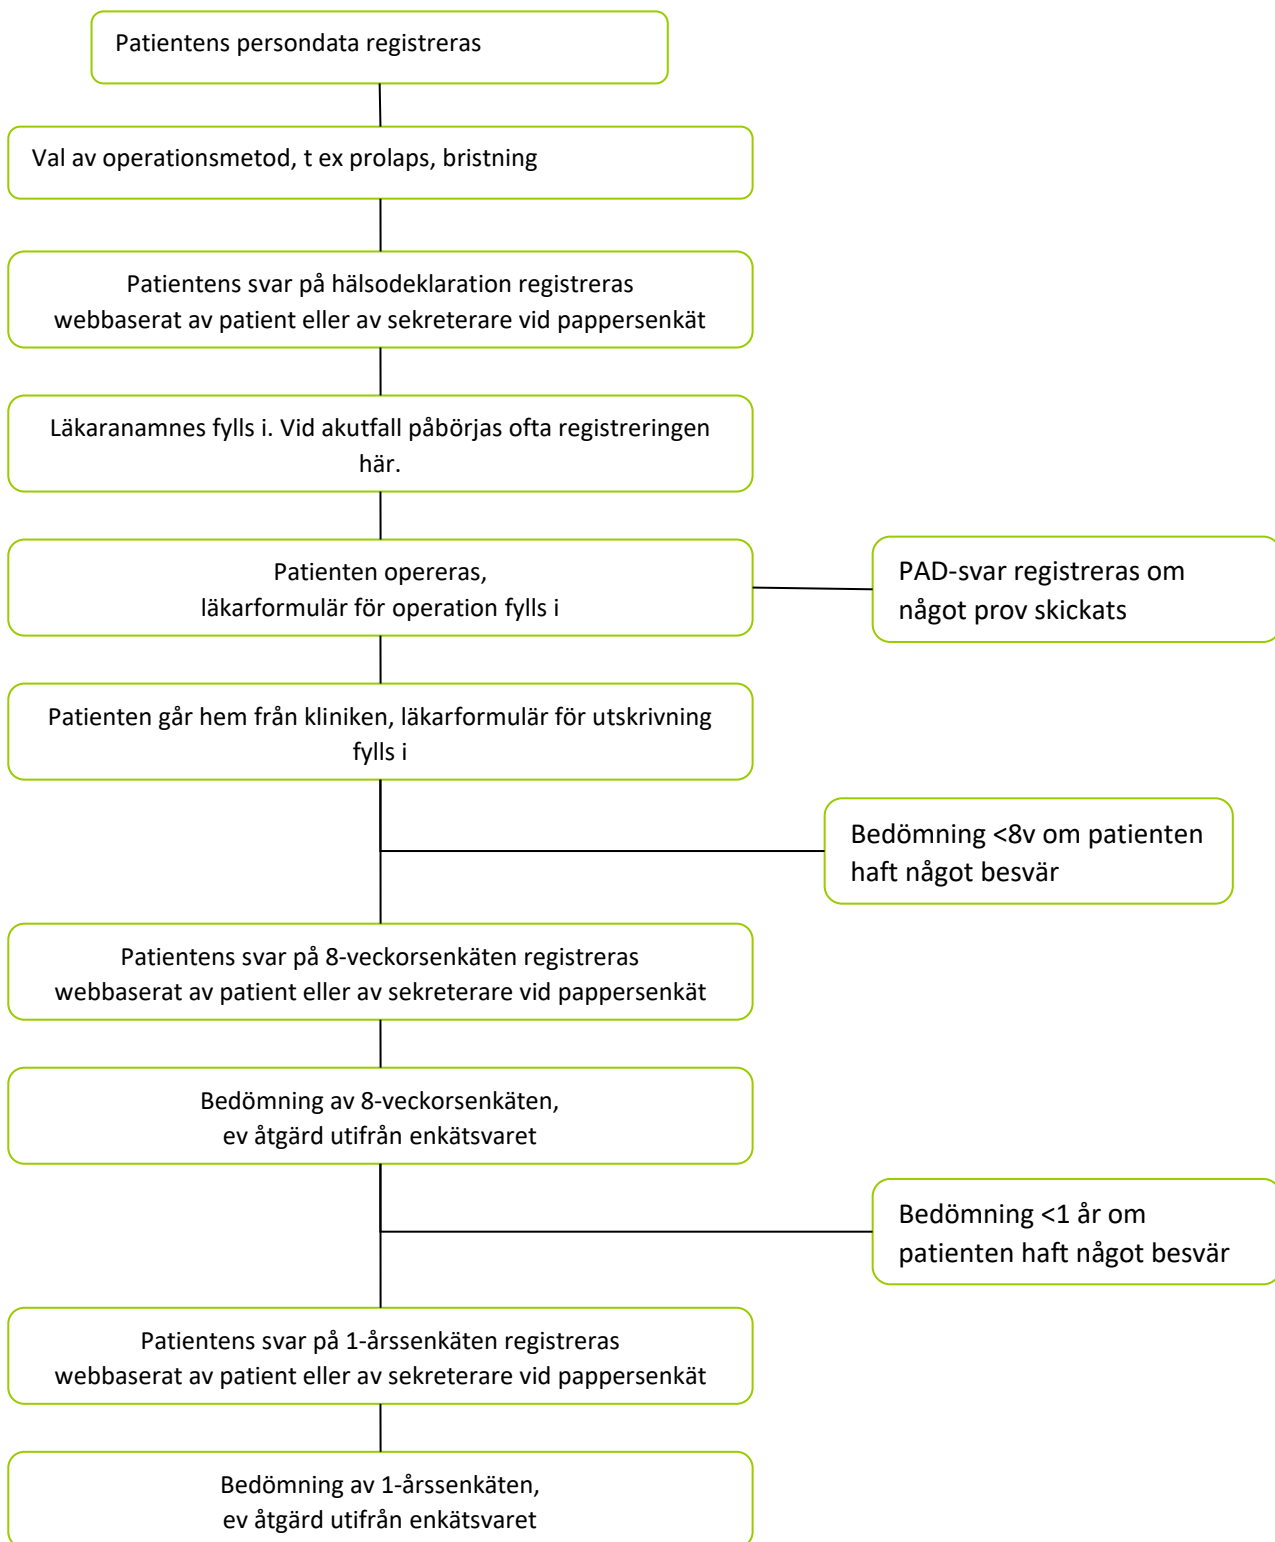 Patientens persondata registreras
Val av operationsmetod, t ex prolaps, bristning
Patientens svar på hälsodeklaration registreras
webbaserat av patient eller av sekreterare vid pappersenkät
Läkaranamnes fylls i. Vid akutfall påbörjas ofta registreringen
här.
Patienten opereras,
läkarformulär för operation fylls i
PAD-svar registreras om
något prov skickats
Patienten går hem från kliniken, läkarformulär för utskrivning
fylls i
Bedömning <8v om patienten
haft något besvär
Patientens svar på 8-veckorsenkäten registreras
webbaserat av patient eller av sekreterare vid pappersenkät
Bedömning av 8-veckorsenkäten,
ev åtgärd utifrån enkätsvaret
Bedömning <1 år om
patienten haft något besvär
Patientens svar på 1-årssenkäten registreras
webbaserat av patient eller av sekreterare vid pappersenkät
Bedömning av 1-årssenkäten,
ev åtgärd utifrån enkätsvaret